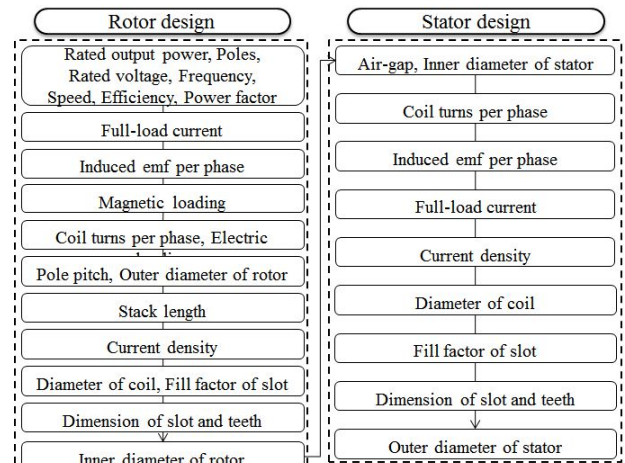 Rotor design
Rated output power, Poles,
Rated voltage, Frequency,
Speed, Efficiency, Power factor
Full-load current
Induced emf per phase
Magnetic loading
Coil turns per phase, Electric
Pole pitch, Outer diameter of rotor
Stack length
Current density
Diameter of coil, Fill factor of slot
Dimension of slot and teeth
Inner diameter of rotor
Stator design
Air-gap, Inner diameter of stator
Coil turns per phase
Induced emf per phase
Full-load current
Current density
Diameter of coil
Fill factor of slot
Dimension of slot and teeth
Outer diameter of stator